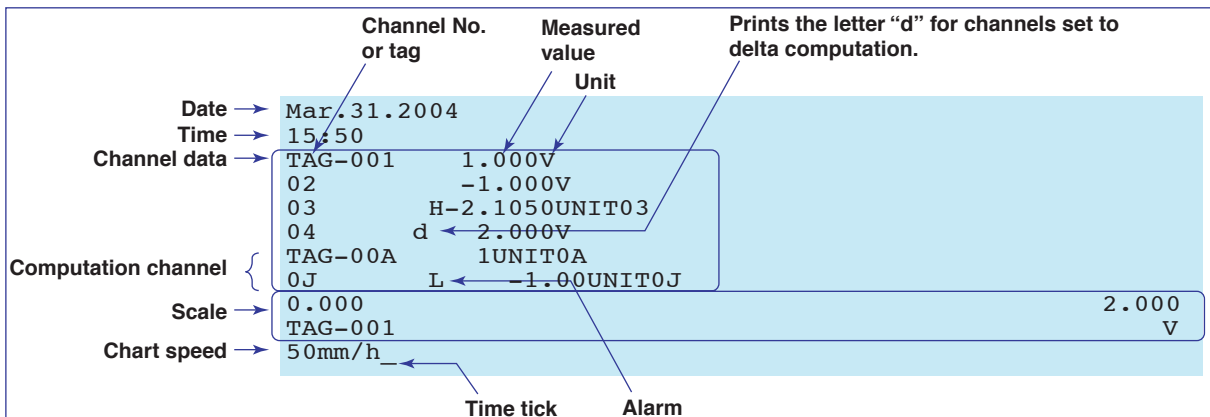 Channel No.
or tag
Measured
value
Unit
Prints the letter “d” for channels set to
delta computation.
Date
Mar.31.2004
Time
15:50
Channel data
TAG-001 1.000V
02 -1.000V
03 H-2.1050UNIT03
04 d 2.000V
Computation channel
TAG-00A 1UNIT0A
0J L -1.00UNIT0J
Scale
0.000 2.000
TAG-001 V
Chart speed
50mm/h_
Time tick
Alarm